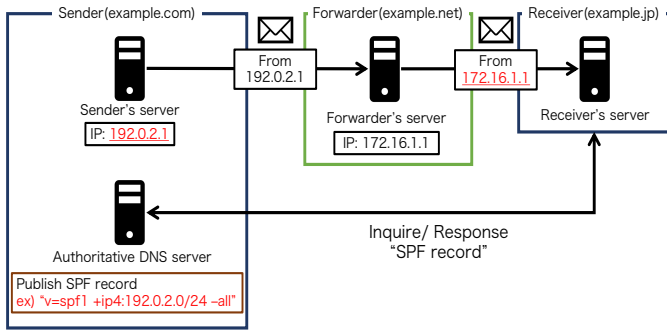 Sender(example.com)
Forwarder(example.net)
Receiver(example.jp)
From
192.0.2.1
From
172.16.1.1
Sender's server
IP: 192.0.2.1
Forwarder's server
IP: 172.16.1.1
Receiver's server
Authoritative DNS server
Inquire/ Response
“SPF record”
Publish SPF record
ex) “v=spf1 +ip4:192.0.2.0/24 –all”